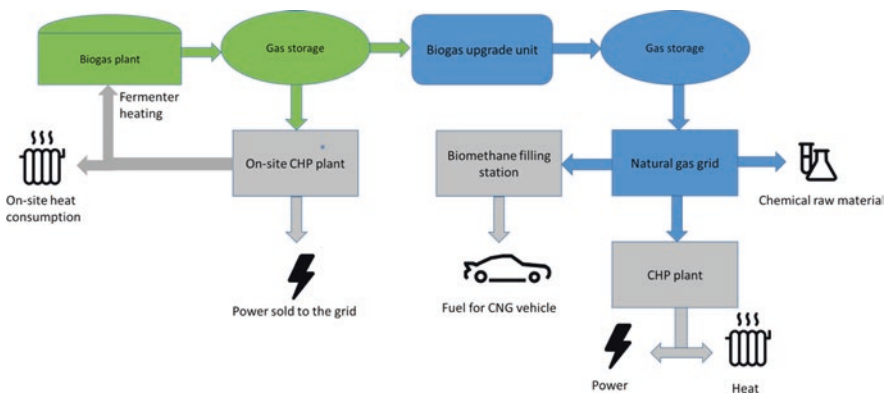 Biogas plant
Gas storage
Biogas upgrade unit
Gas storage
Fermenter
heating
On-site heat
consumption
On-site CHP plant
*
Biomethane filling
station
Natural gas grid
Chemical raw material
Power sold to the grid
Fuel for CNG vehicle
CHP plant
Power
Heat